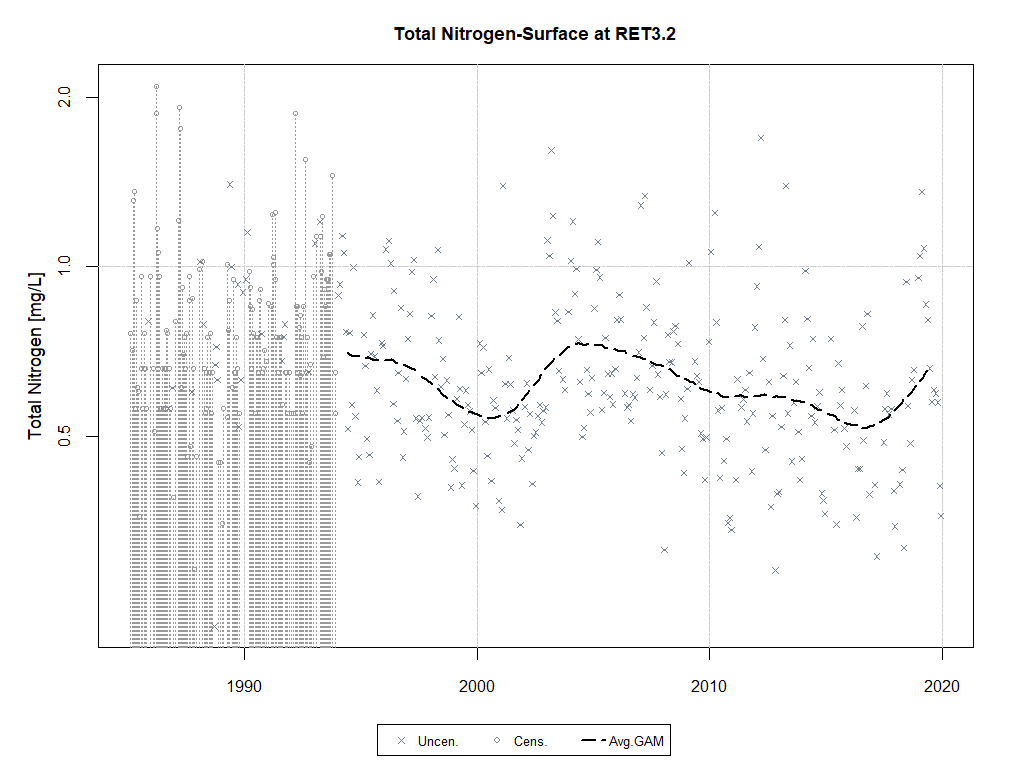 Total Nitrogen-Surface at RET3.2
Total Nitrogen [mg/L]
2.0
1.0
0.5
1990 2000 2010 2020
Uncen. Cens. Avg.GAM